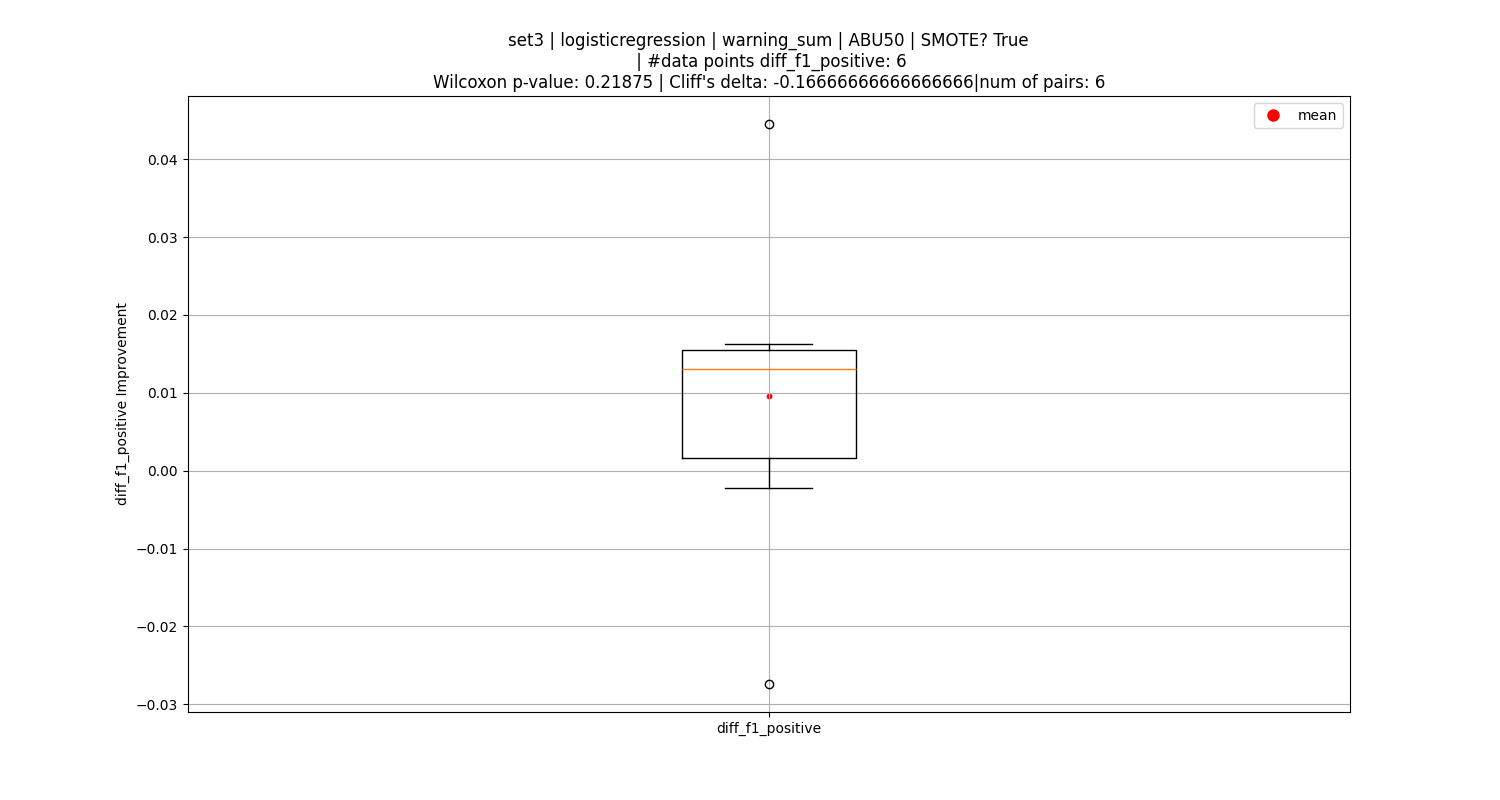 set3 | logisticregression | warning_sum | ABU50 | SMOTE? True
| #data points diff_f1_positive: 6
Wilcoxon p-value: 0.21875 | Cliff's delta: -0.16666666666666666|num of pairs: 6
mean
0.04
0.03
0.02
0.01
0.00
−0.01
−0.02
−0.03
diff_f1_positive Improvement
diff_f1_positive